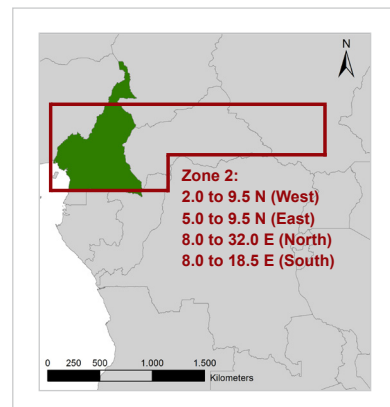 N
Zone 2:
2.0 to 9.5 N (West)
5.0 to 9.5 N (East)
8.0 to 32.0 E (North)
8.0 to 18.5 E (South)
0 250 500 1.000 1.500
Kilometers